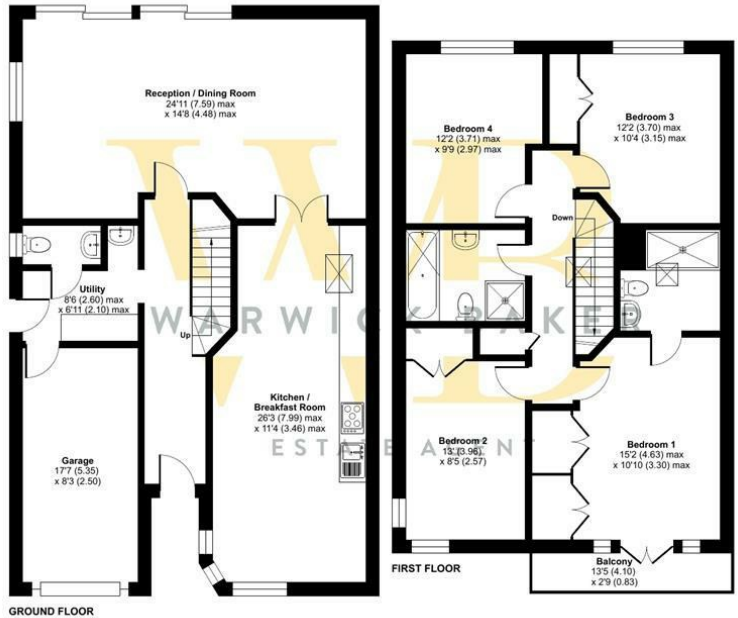 Reception / Dining Room
24'11 (7.59) max
x 14'8 (4.48) max
Utility
8'6 (2.60) max
x 6'11 (2.10) max
Up
Kitchen /
Breakfast Room
26'3 (7.99) max
x 11'4 (3.46) max
Garage
17'7 (5.35)
x 8'3 (2.50)
GROUND FLOOR
Bedroom 4
12'2 (3.71) max
x 9'9 (2.97) max
Bedroom 3
12'2 (3.70) max
x 10'4 (3.15) max
Down
Bedroom 2
13' (3.96)
x 8'5 (2.57)
Bedroom 1
15'2 (4.63) max
x 10'10 (3.30) max
Balcony
13'5 (4.10)
x 2'9 (0.83)
FIRST FLOOR
WB
WARWICK BAKER
ESTATE AGENT